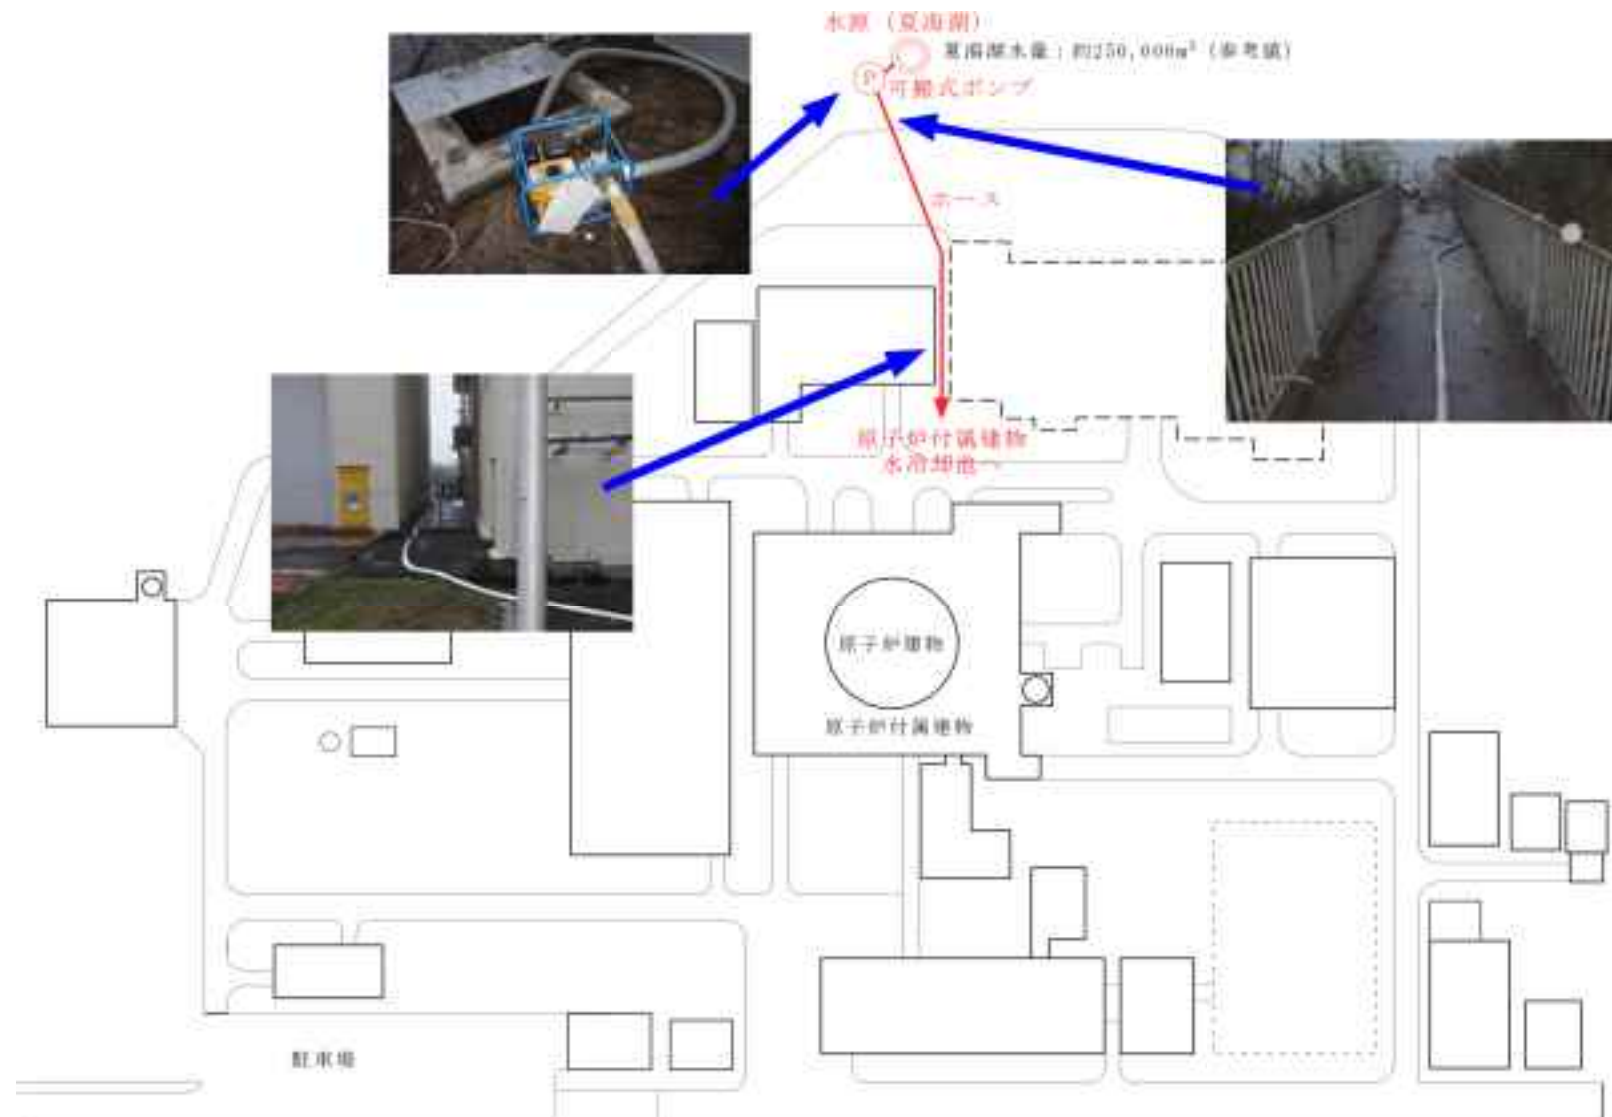 水源（夏海湖）
夏海湖水量：約250,000m³（参考値）
P
可搬式ポンプ
ホース
原子炉付属建物
水冷却池へ
原子炉建物
原子炉付属建物
駐車場